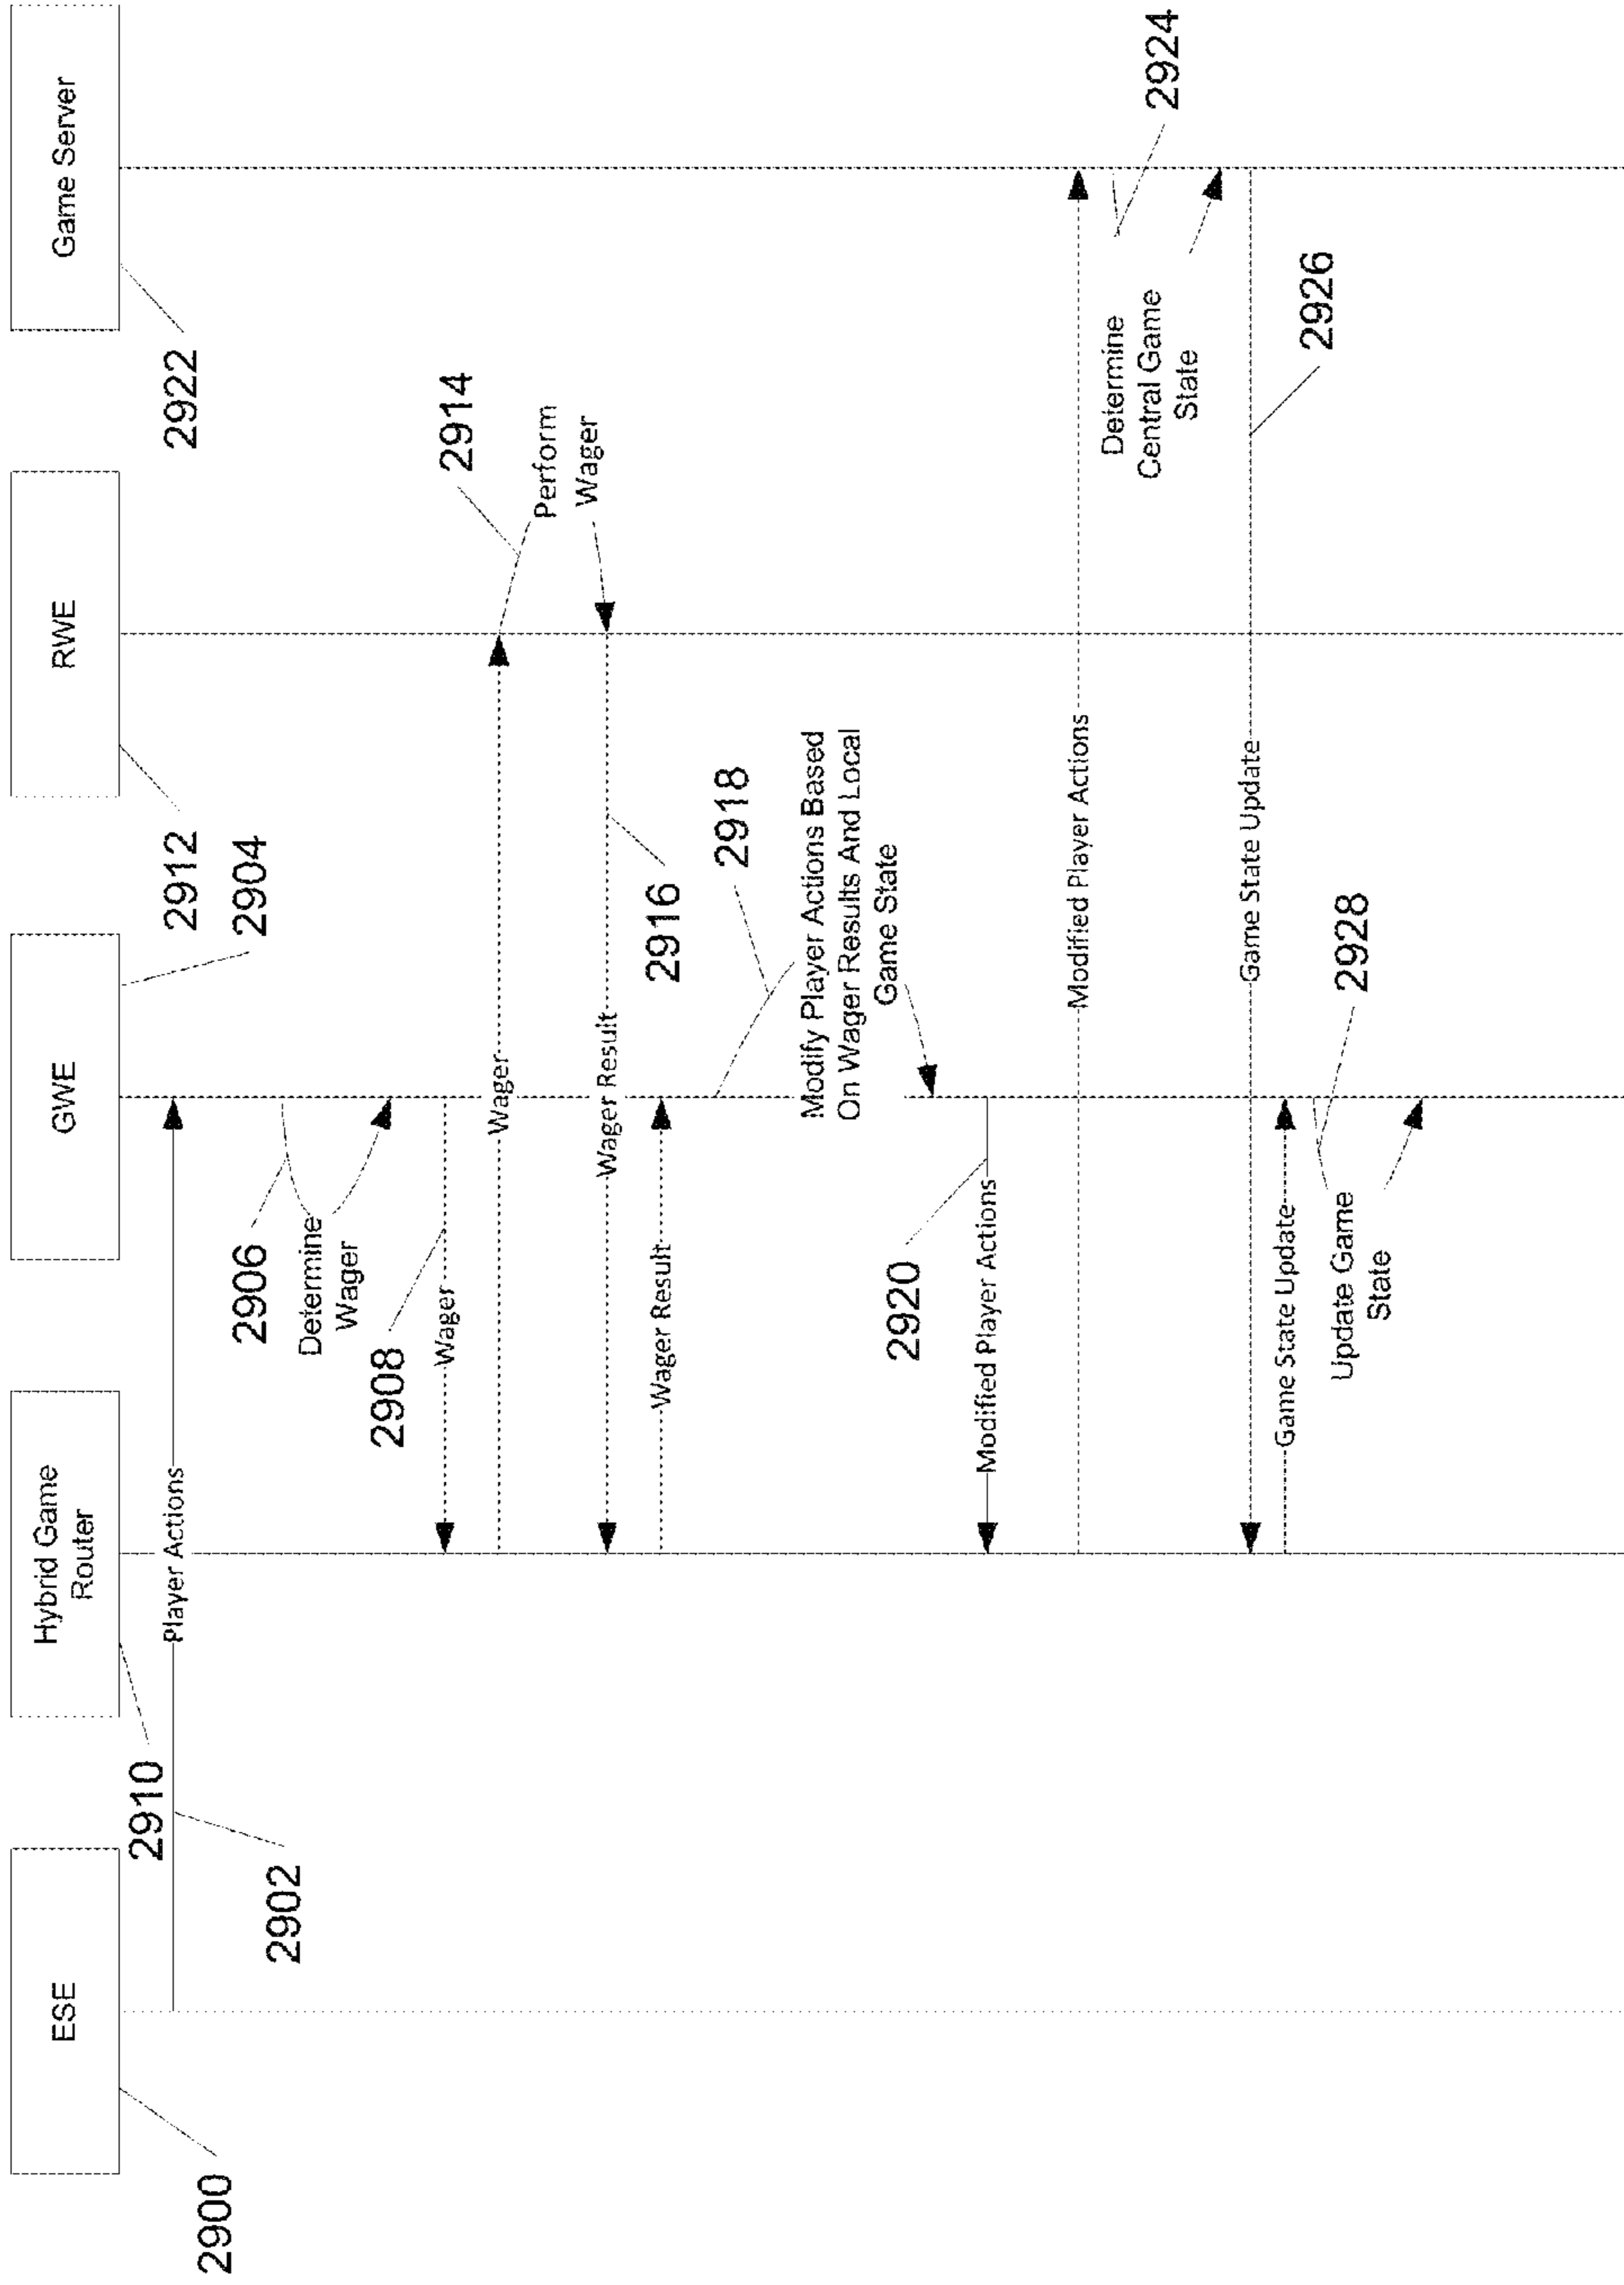 ESE
Hybrid Game
Router
GWE
RWE
Game Server
2900
2910
2904
2912
2922
Player Actions
2902
2906
Determine
Wager
2908
Wager
Wager
2914
Perform
Wager
Wager Result
2916
Wager Result
2918
Modify Player Actions Based
On Wager Results And Local
Game State
2920
Modified Player Actions
Modified Player Actions
2924
Determine
Central Game
State
2926
Game State Update
Game State Update
2928
Update Game
State